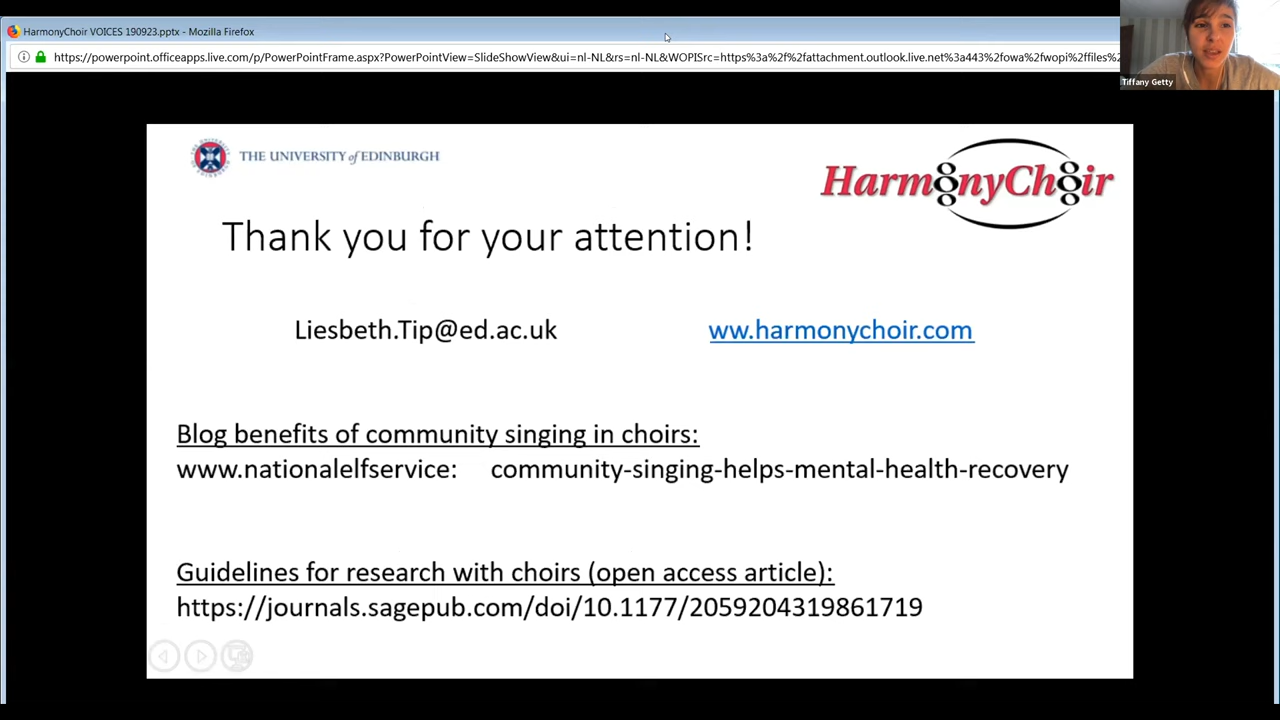 HarmonyChoir VOICES 190923.pptx - Mozilla Firefox
https://powerpoint.officeapps.live.com/p/PowerPointFrame.aspx?PowerPointView=SlideShowView&ui=nl-NL&rs=nl-NL&WOPISrc=https%3a%2f%2fattachment.outlook.live.net%3a443%2fowa%2fwopi%2ffiles%2
Tiffany Getty
THE UNIVERSITY of EDINBURGH
HarmonyChoir
Thank you for your attention!
Liesbeth.Tip@ed.ac.uk
ww.harmonychoir.com
Blog benefits of community singing in choirs:
www.nationalelfservice: community-singing-helps-mental-health-recovery
Guidelines for research with choirs (open access article):
https://journals.sagepub.com/doi/10.1177/2059204319861719